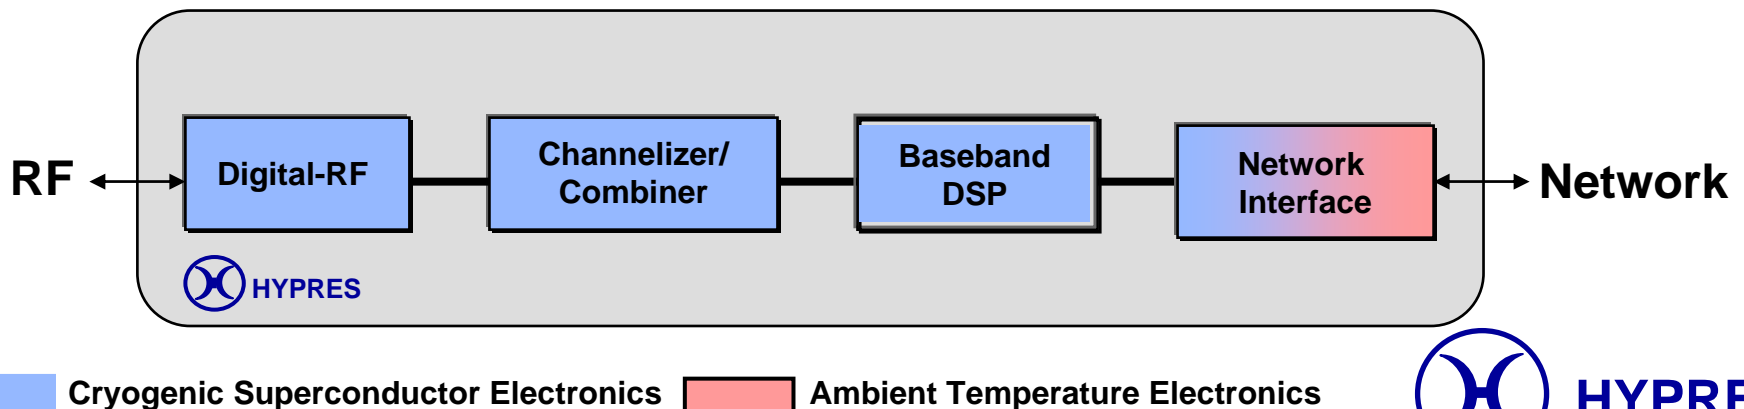 RF
Digital-RF
Channelizer/
Combiner
Baseband
DSP
Network
Interface
Network
HYPRES
Cryogenic Superconductor Electronics
Ambient Temperature Electronics